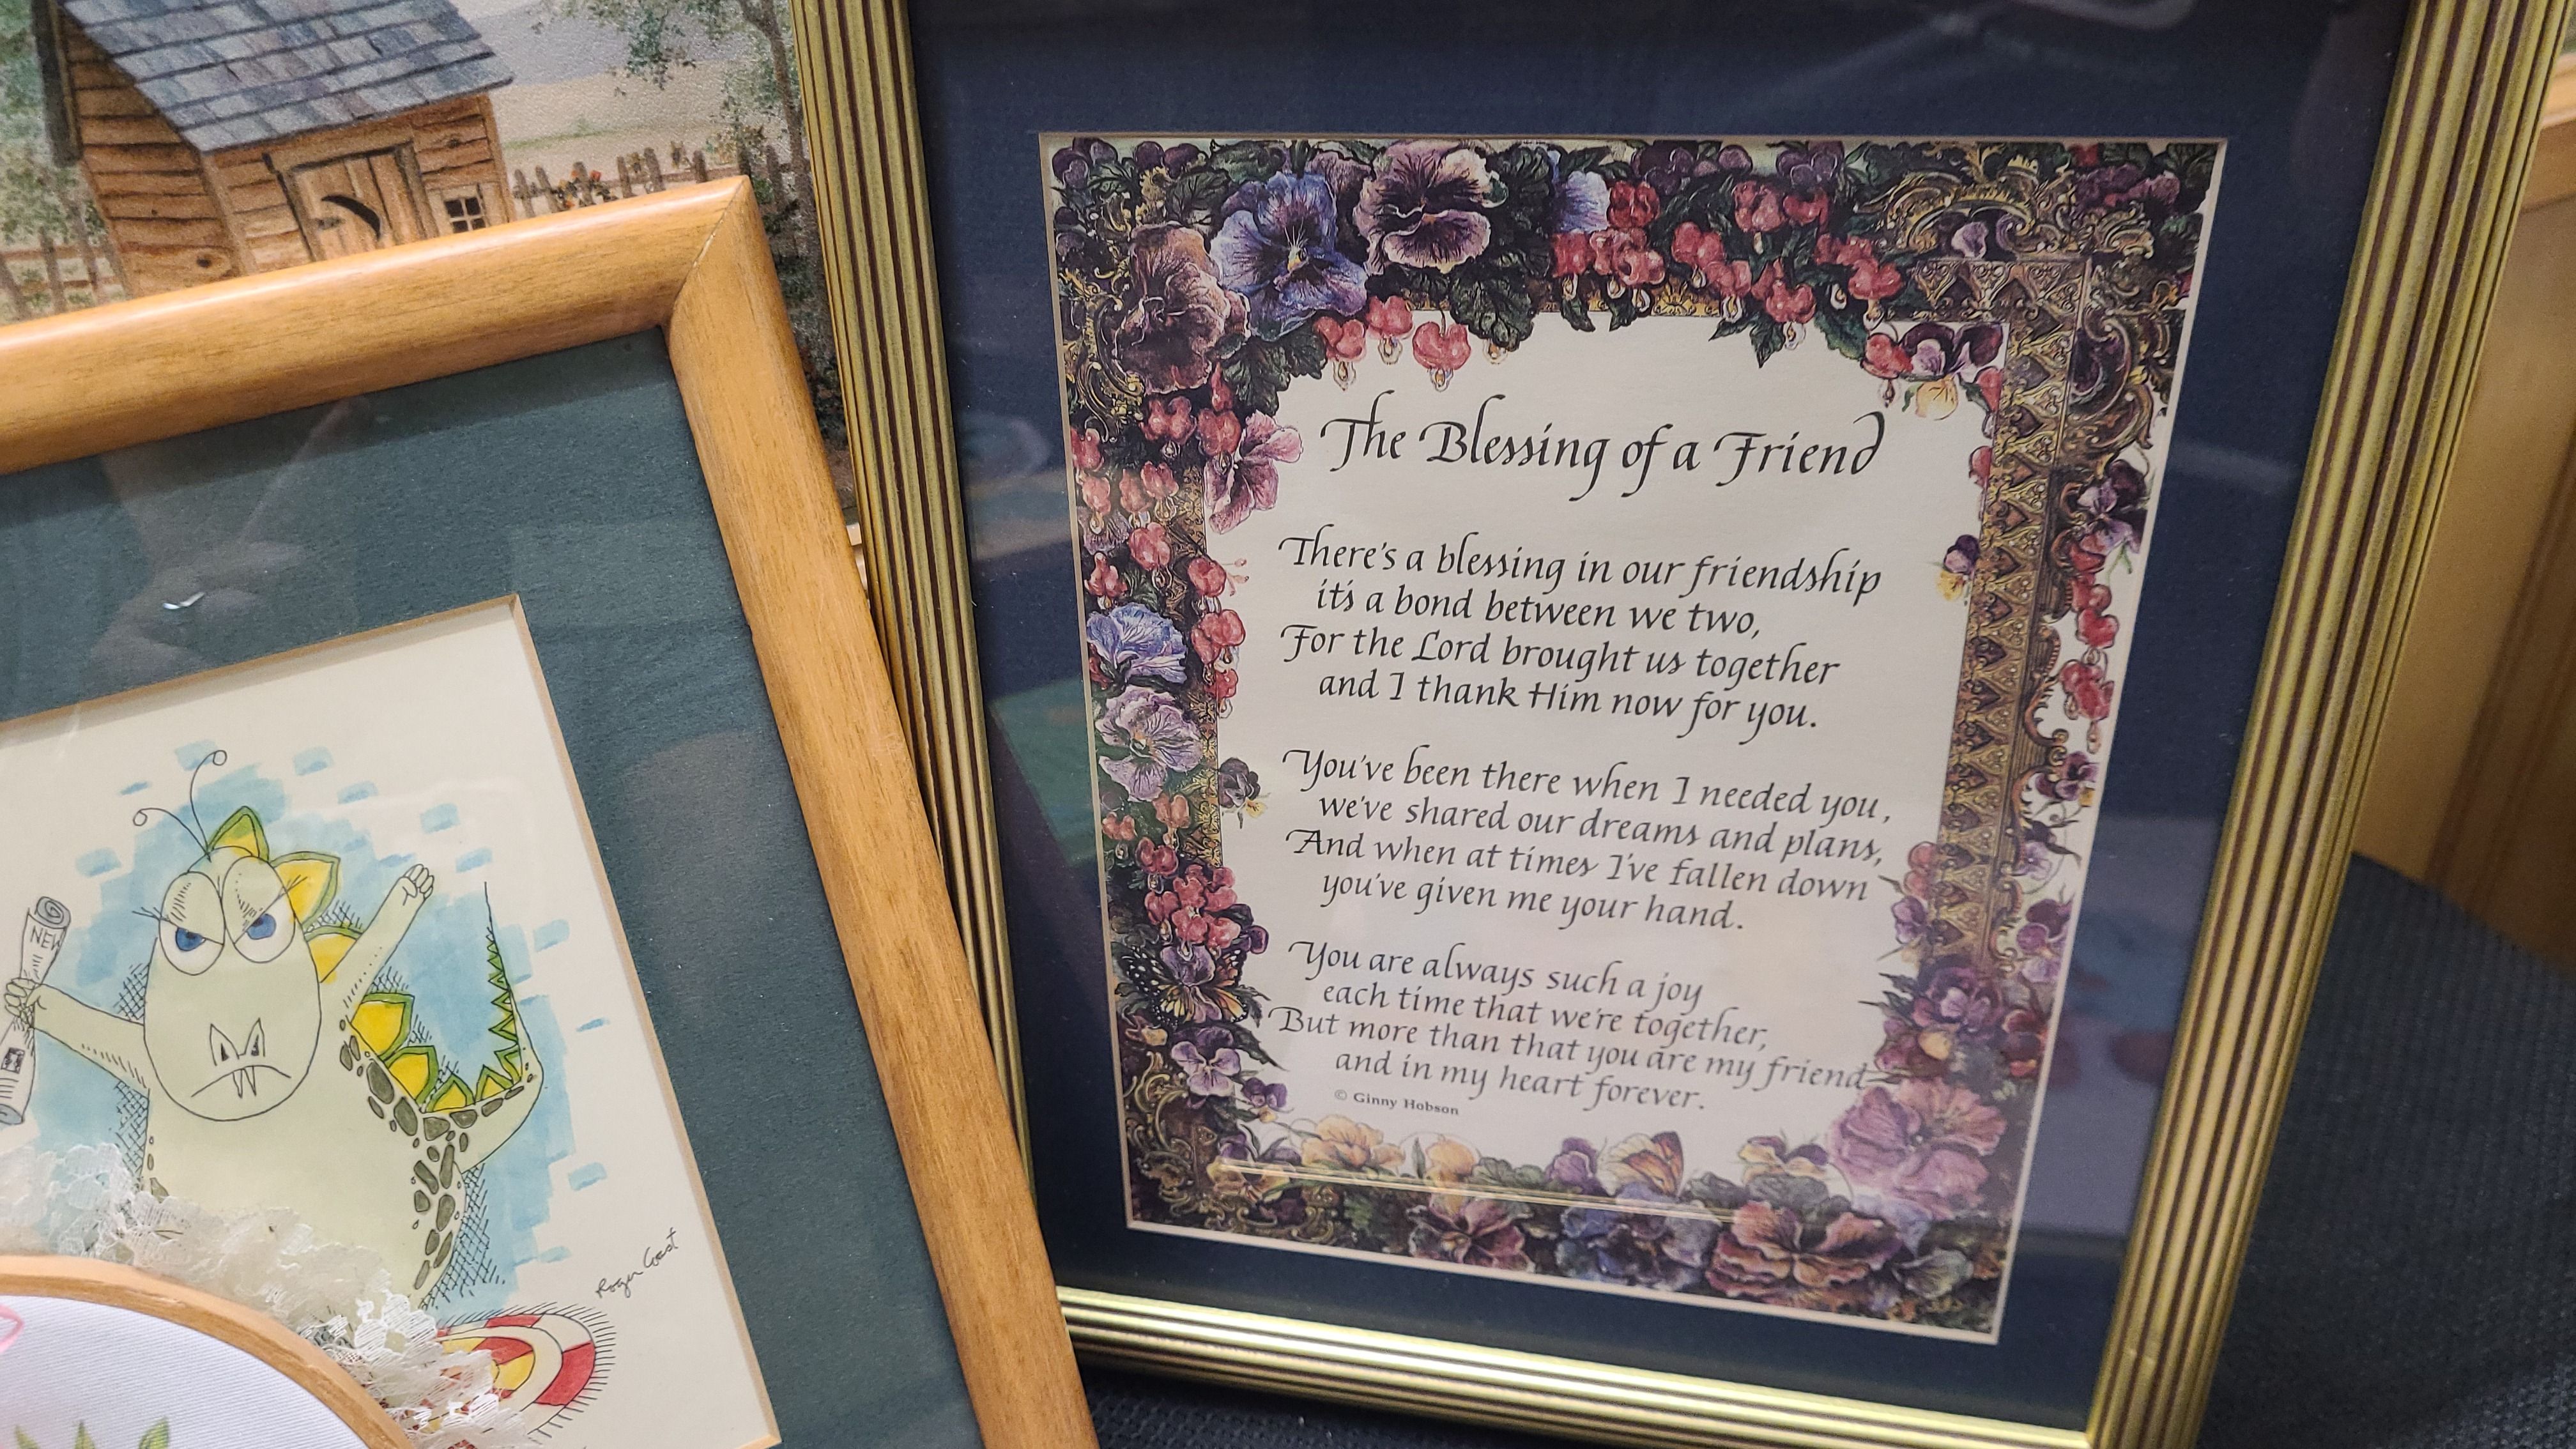 The Blessing of a Friend
There's a blessing in our friendship
it's a bond between we two,
For the Lord brought us together
and I thank Him now for you.
You've been there when I needed you,
we've shared our dreams and plans,
And when at times I've fallen down
you've given me your hand.
You are always such a joy
each time that we're together,
But more than that you are my friend
and in my heart forever.
© Ginny Hobson
NEW
Roger